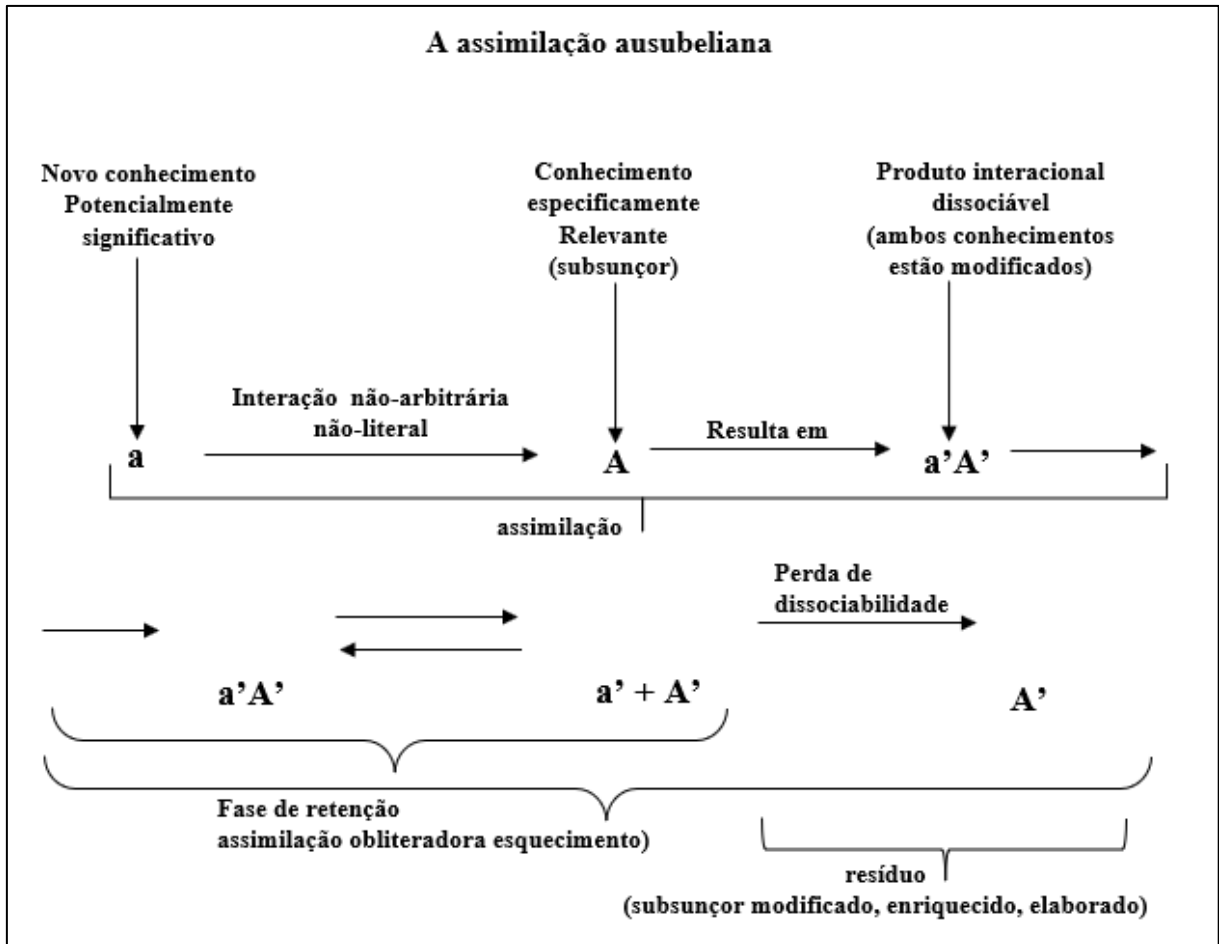 A assimilação ausubeliana
Novo conhecimento
Potencialmente
significativo
Conhecimento
especificamente
Relevante
(subsunçor)
Produto interacional
dissociável
(ambos conhecimentos
estão modificados)
Interação não-arbitrária
não-literal
Resulta em
a
A
a’A’
assimilação
Perda de
dissociabilidade
a’A’
a’ + A’
A’
Fase de retenção
assimilação obliteradora esquecimento)
resíduo
(subsunçor modificado, enriquecido, elaborado)